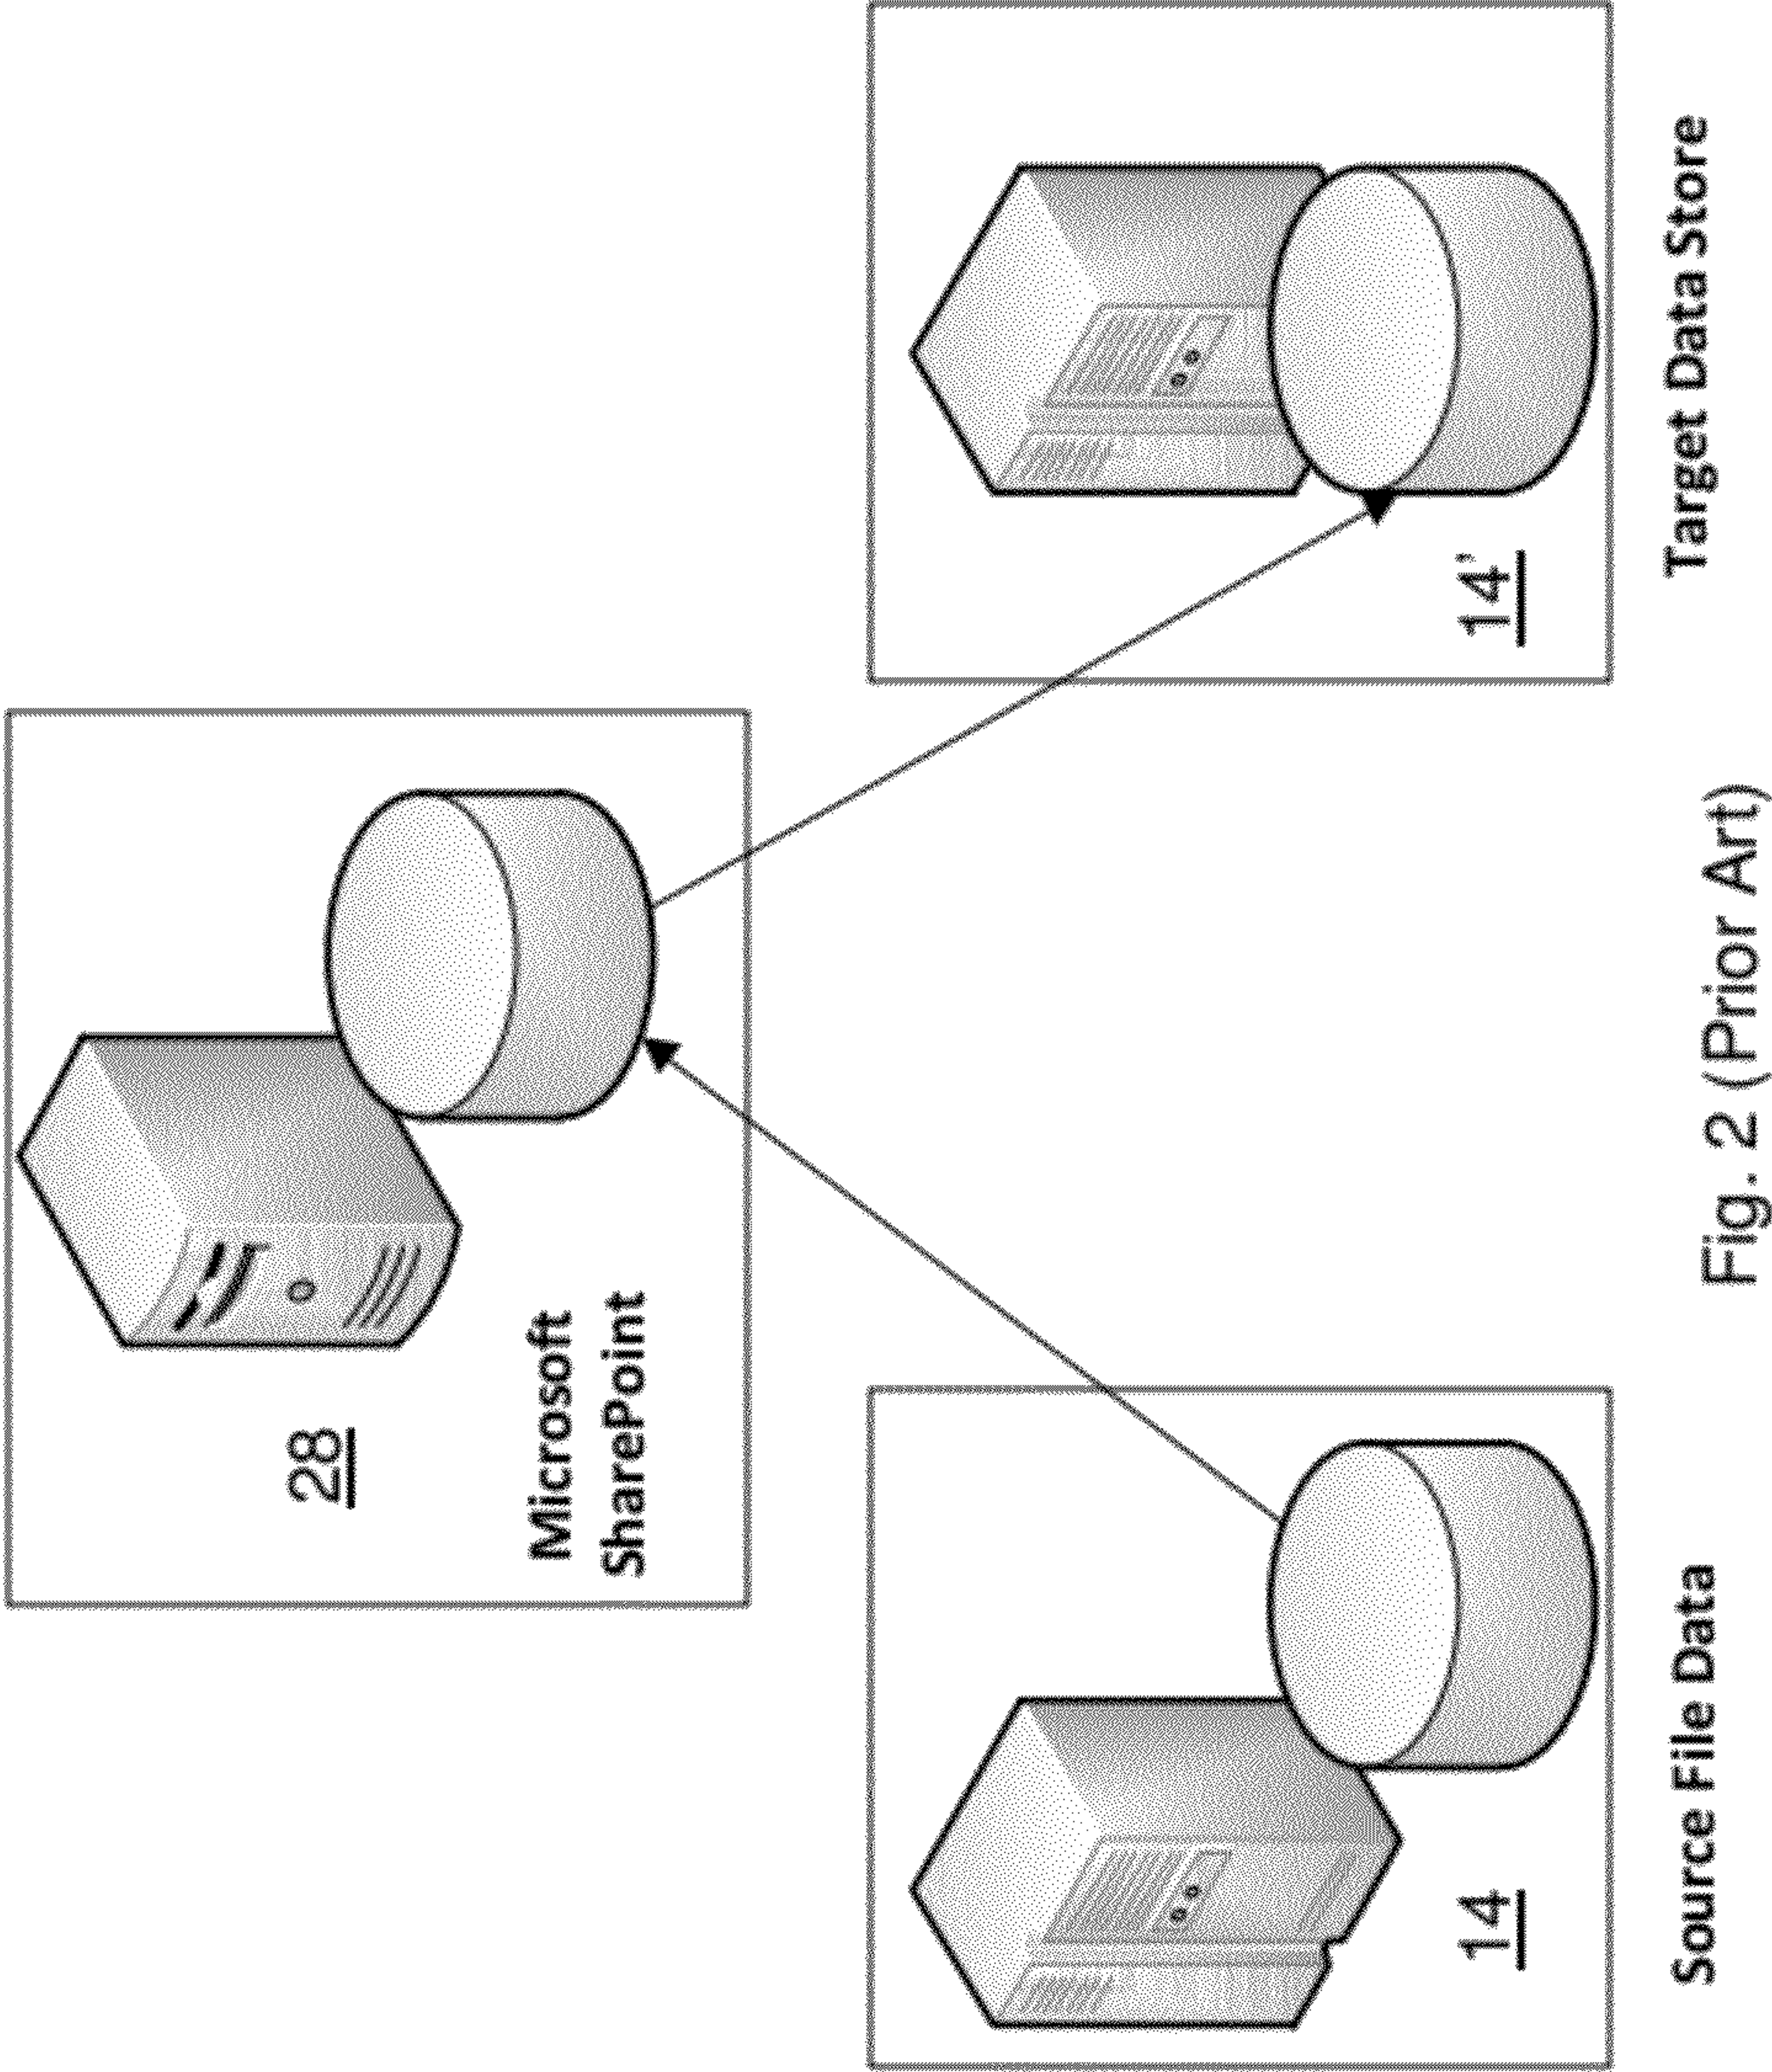 28
Microsoft
SharePoint
14
14'
Source File Data
Target Data Store
Fig. 2 (Prior Art)